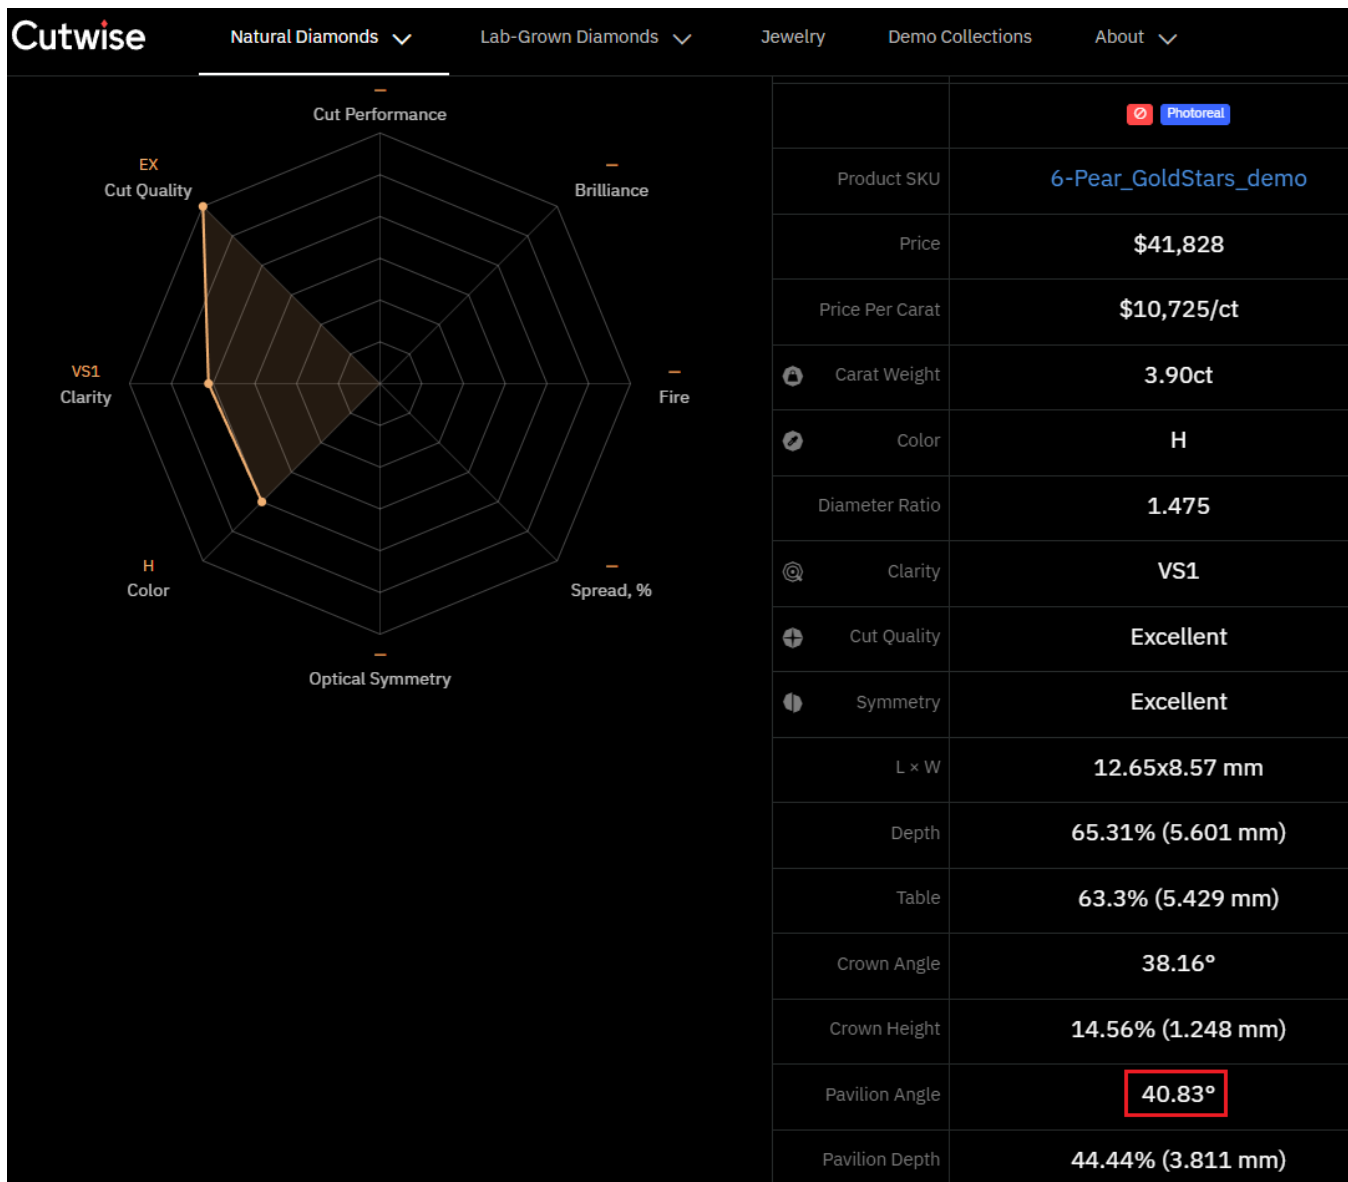 Cutwise
Natural Diamonds
Lab-Grown Diamonds
Jewelry
Demo Collections
About
—
Cut Performance
EX
Cut Quality
—
Brilliance
VS1
Clarity
—
Fire
H
Color
—
Spread, %
—
Optical Symmetry
Photoreal
Product SKU 6-Pear_GoldStars_demo
Price $41,828
Price Per Carat $10,725/ct
Carat Weight 3.90ct
Color H
Diameter Ratio 1.475
Clarity VS1
Cut Quality Excellent
Symmetry Excellent
L × W 12.65x8.57 mm
Depth 65.31% (5.601 mm)
Table 63.3% (5.429 mm)
Crown Angle 38.16°
Crown Height 14.56% (1.248 mm)
Pavilion Angle 40.83°
Pavilion Depth 44.44% (3.811 mm)